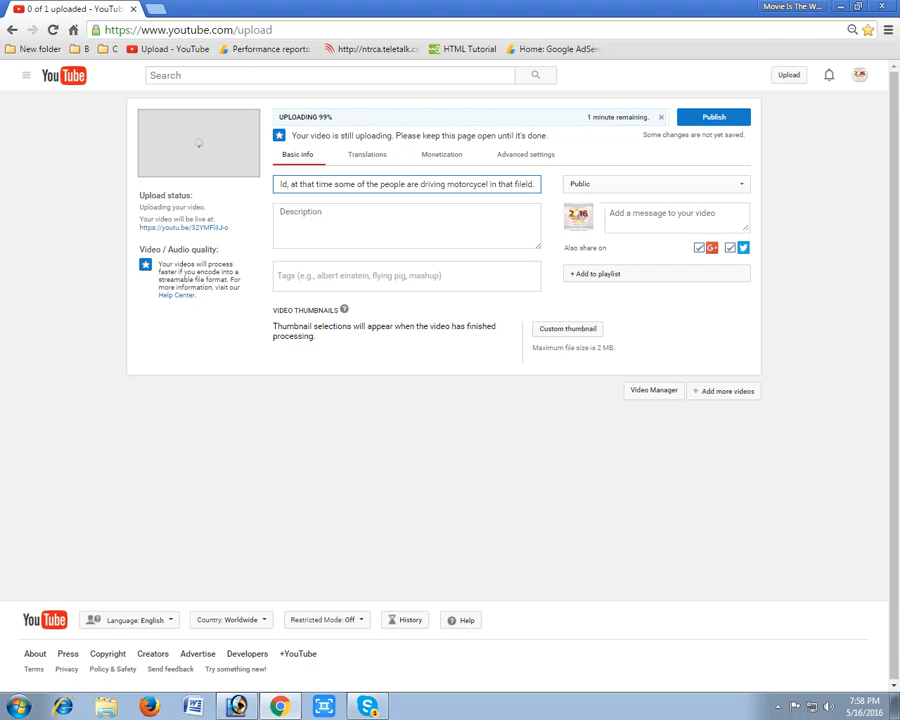 0 of 1 uploaded - YouTub
Movie Is The W...
https://www.youtube.com/upload
New folder
B
C
Upload - YouTube
Performance reports:
http://ntrca.teletalk.c
HTML Tutorial
Home: Google AdSen
YouTube
Search
Upload
UPLOADING 99%
1 minute remaining.
Publish
Your video is still uploading. Please keep this page open until it's done.
Some changes are not yet saved.
Basic info
Translations
Monetization
Advanced settings
ld, at that time some of the people are driving motorcycel in that fileld.
Public
Upload status:
Uploading your video.
Your video will be live at:
Description
2016
Add a message to your video
Also share on
Video / Audio quality:
Your videos will process
faster if you encode into a
streamable file format. For
more information, visit our
Help Center.
Tags (e.g., albert einstein, flying pig, mashup)
+ Add to playlist
VIDEO THUMBNAILS ?
Thumbnail selections will appear when the video has finished
processing.
Custom thumbnail
Maximum file size is 2 MB.
Video Manager
+ Add more videos
YouTube
Language: English
Country: Worldwide
Restricted Mode: Off
History
Help
About
Press
Copyright
Creators
Advertise
Developers
+YouTube
Terms
Privacy
Policy & Safety
Send feedback
Try something new!
7:58 PM
5/16/2016